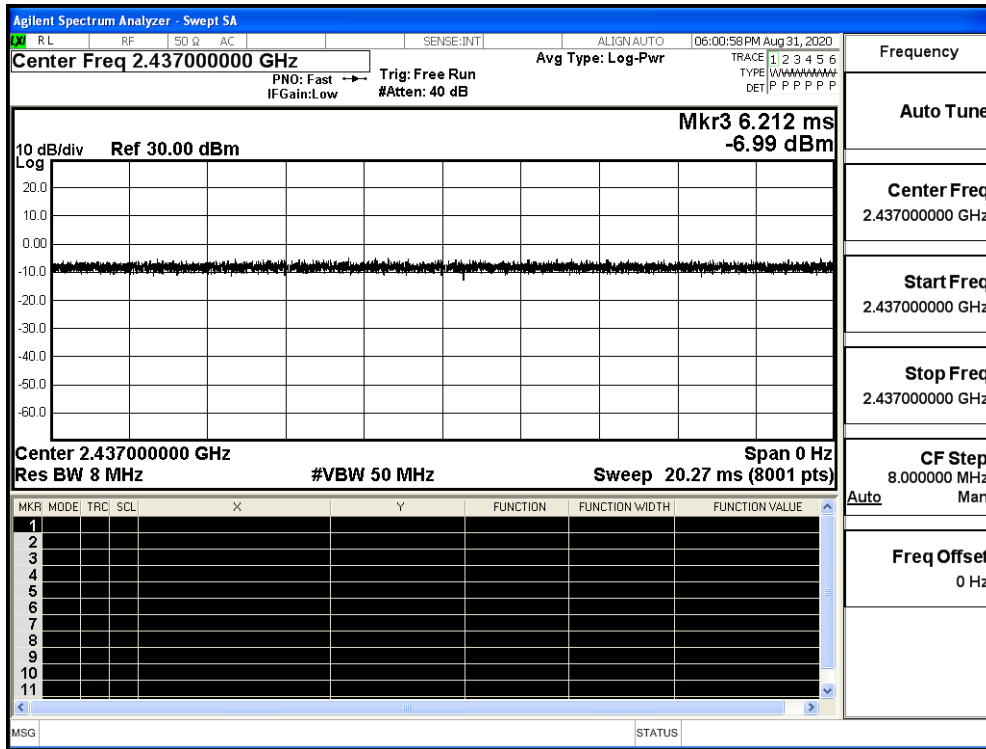 Agilent Spectrum Analyzer - Swept SA
LXI RL RF 50 Ω AC SENSE:INT ALIGNAUTO 06:00:58 PM Aug 31, 2020
Center Freq 2.437000000 GHz
PNO: Fast
IFGain:Low
Trig: Free Run
#Atten: 40 dB
Avg Type: Log-Pwr
TRACE 1 2 3 4 5 6
TYPE WWWWWW
DET P P P P P P
Mkr3 6.212 ms
-6.99 dBm
10 dB/div Ref 30.00 dBm
Log
20.0
10.0
0.00
-10.0
-20.0
-30.0
-40.0
-50.0
-60.0
Center 2.437000000 GHz Span 0 Hz
Res BW 8 MHz #VBW 50 MHz Sweep 20.27 ms (8001 pts)
MKR MODE TRC SCL X Y FUNCTION FUNCTION WIDTH FUNCTION VALUE
1
2
3
4
5
6
7
8
9
10
11
MSG STATUS
Frequency
Auto Tune
Center Freq
2.437000000 GHz
Start Freq
2.437000000 GHz
Stop Freq
2.437000000 GHz
CF Step
8.000000 MHz
Auto Man
Freq Offset
0 Hz